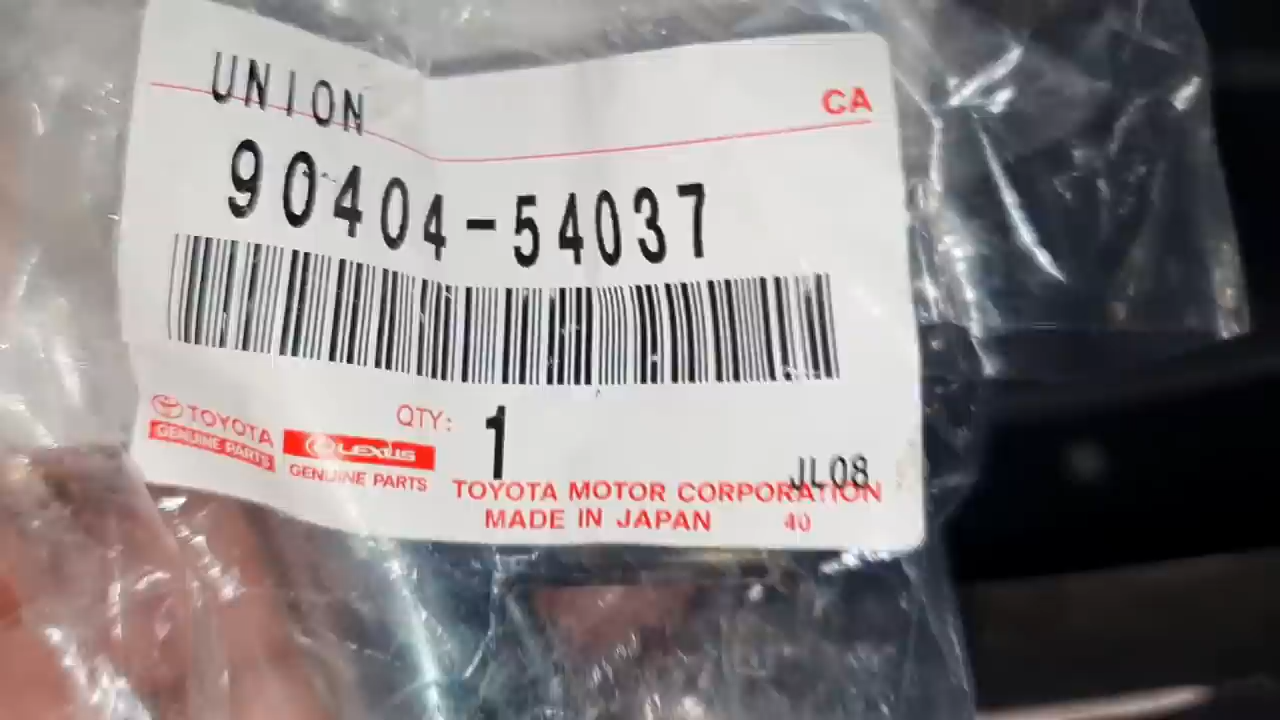 UNION
CA
90404-54037
TOYOTA
GENUINE PARTS
LEXUS
GENUINE PARTS
QTY: 1
JL08
TOYOTA MOTOR CORPORATION
MADE IN JAPAN 40